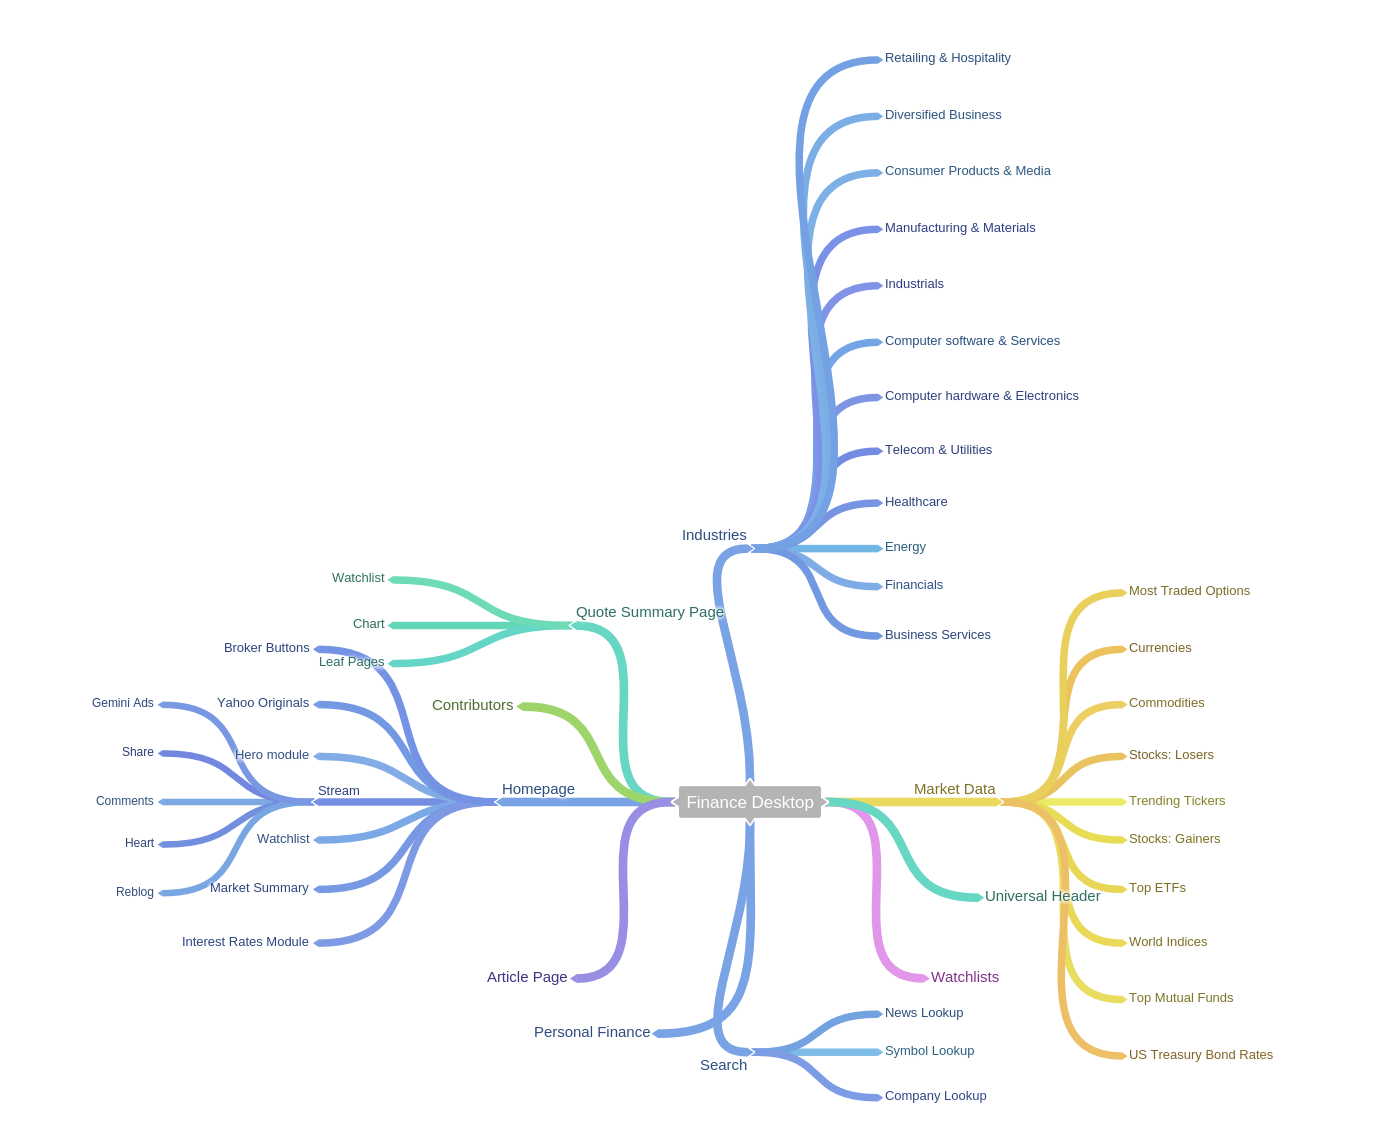 Retailing & Hospitality
Diversified Business
Consumer Products & Media
Manufacturing & Materials
Industrials
Computer software & Services
Computer hardware & Electronics
Telecom & Utilities
Healthcare
Industries
Energy
Financials
Business Services
Watchlist
Quote Summary Page
Chart
Leaf Pages
Broker Buttons
Most Traded Options
Currencies
Gemini Ads
Yahoo Originals
Contributors
Commodities
Share
Hero module
Stocks: Losers
Comments
Stream
Homepage
Finance Desktop
Market Data
Trending Tickers
Heart
Watchlist
Stocks: Gainers
Reblog
Market Summary
Universal Header
Top ETFs
Interest Rates Module
World Indices
Article Page
Watchlists
Top Mutual Funds
Personal Finance
News Lookup
Search
Symbol Lookup
US Treasury Bond Rates
Company Lookup